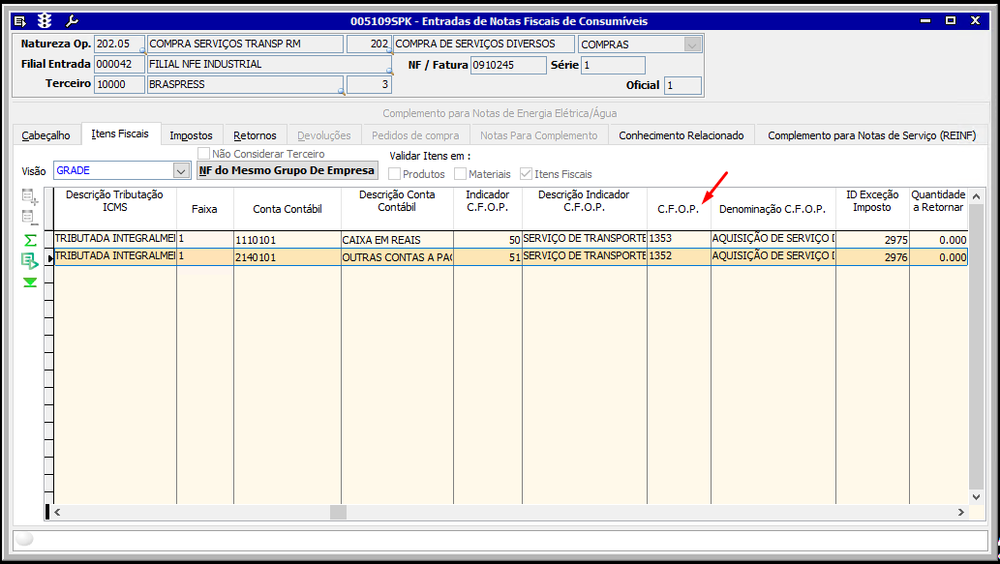 005109SPK - Entradas de Notas Fiscais de Consumíveis
Natureza Op. 202.05 COMPRA SERVIÇOS TRANSP RM 202 COMPRA DE SERVIÇOS DIVERSOS COMPRAS
Filial Entrada 000042 FILIAL NFE INDUSTRIAL NF / Fatura 0910245 Série 1
Terceiro 10000 BRASPRESS 3 Oficial 1
Complemento para Notas de Energia Elétrica/Água
Cabeçalho Itens Fiscais Impostos Retornos Devoluções Pedidos de compra Notas Para Complemento Conhecimento Relacionado Complemento para Notas de Serviço (REINF)
Não Considerar Terceiro Validar Itens em :
Visão GRADE NF do Mesmo Grupo De Empresa Produtos Materiais Itens Fiscais
Descrição Tributação ICMS Faixa Conta Contábil Descrição Conta Contábil Indicador C.F.O.P. Descrição Indicador C.F.O.P. C.F.O.P. Denominação C.F.O.P. ID Exceção Imposto Quantidade a Retornar
TRIBUTADA INTEGRALMEI 1 1110101 CAIXA EM REAIS 50 SERVIÇO DE TRANSPORTE 1353 AQUISIÇÃO DE SERVIÇO D 2975 0.000
TRIBUTADA INTEGRALMEI 1 2140101 OUTRAS CONTAS A PAG 51 SERVIÇO DE TRANSPORTE 1352 AQUISIÇÃO DE SERVIÇO D 2976 0.000